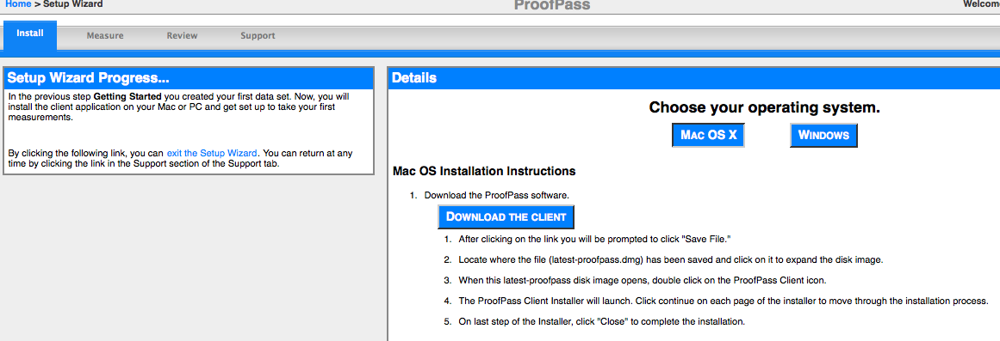 Home > Setup Wizard
ProofPass
Welcome
Install
Measure
Review
Support
Setup Wizard Progress...
In the previous step Getting Started you created your first data set. Now, you will
install the client application on your Mac or PC and get set up to take your first
measurements.
By clicking the following link, you can exit the Setup Wizard. You can return at any
time by clicking the link in the Support section of the Support tab.
Details
Choose your operating system.
MAC OS X
WINDOWS
Mac OS Installation Instructions
1. Download the ProofPass software.
DOWNLOAD THE CLIENT
1. After clicking on the link you will be prompted to click "Save File."
2. Locate where the file (latest-proofpass.dmg) has been saved and click on it to expand the disk image.
3. When this latest-proofpass disk image opens, double click on the ProofPass Client icon.
4. The ProofPass Client Installer will launch. Click continue on each page of the installer to move through the installation process.
5. On last step of the Installer, click "Close" to complete the installation.